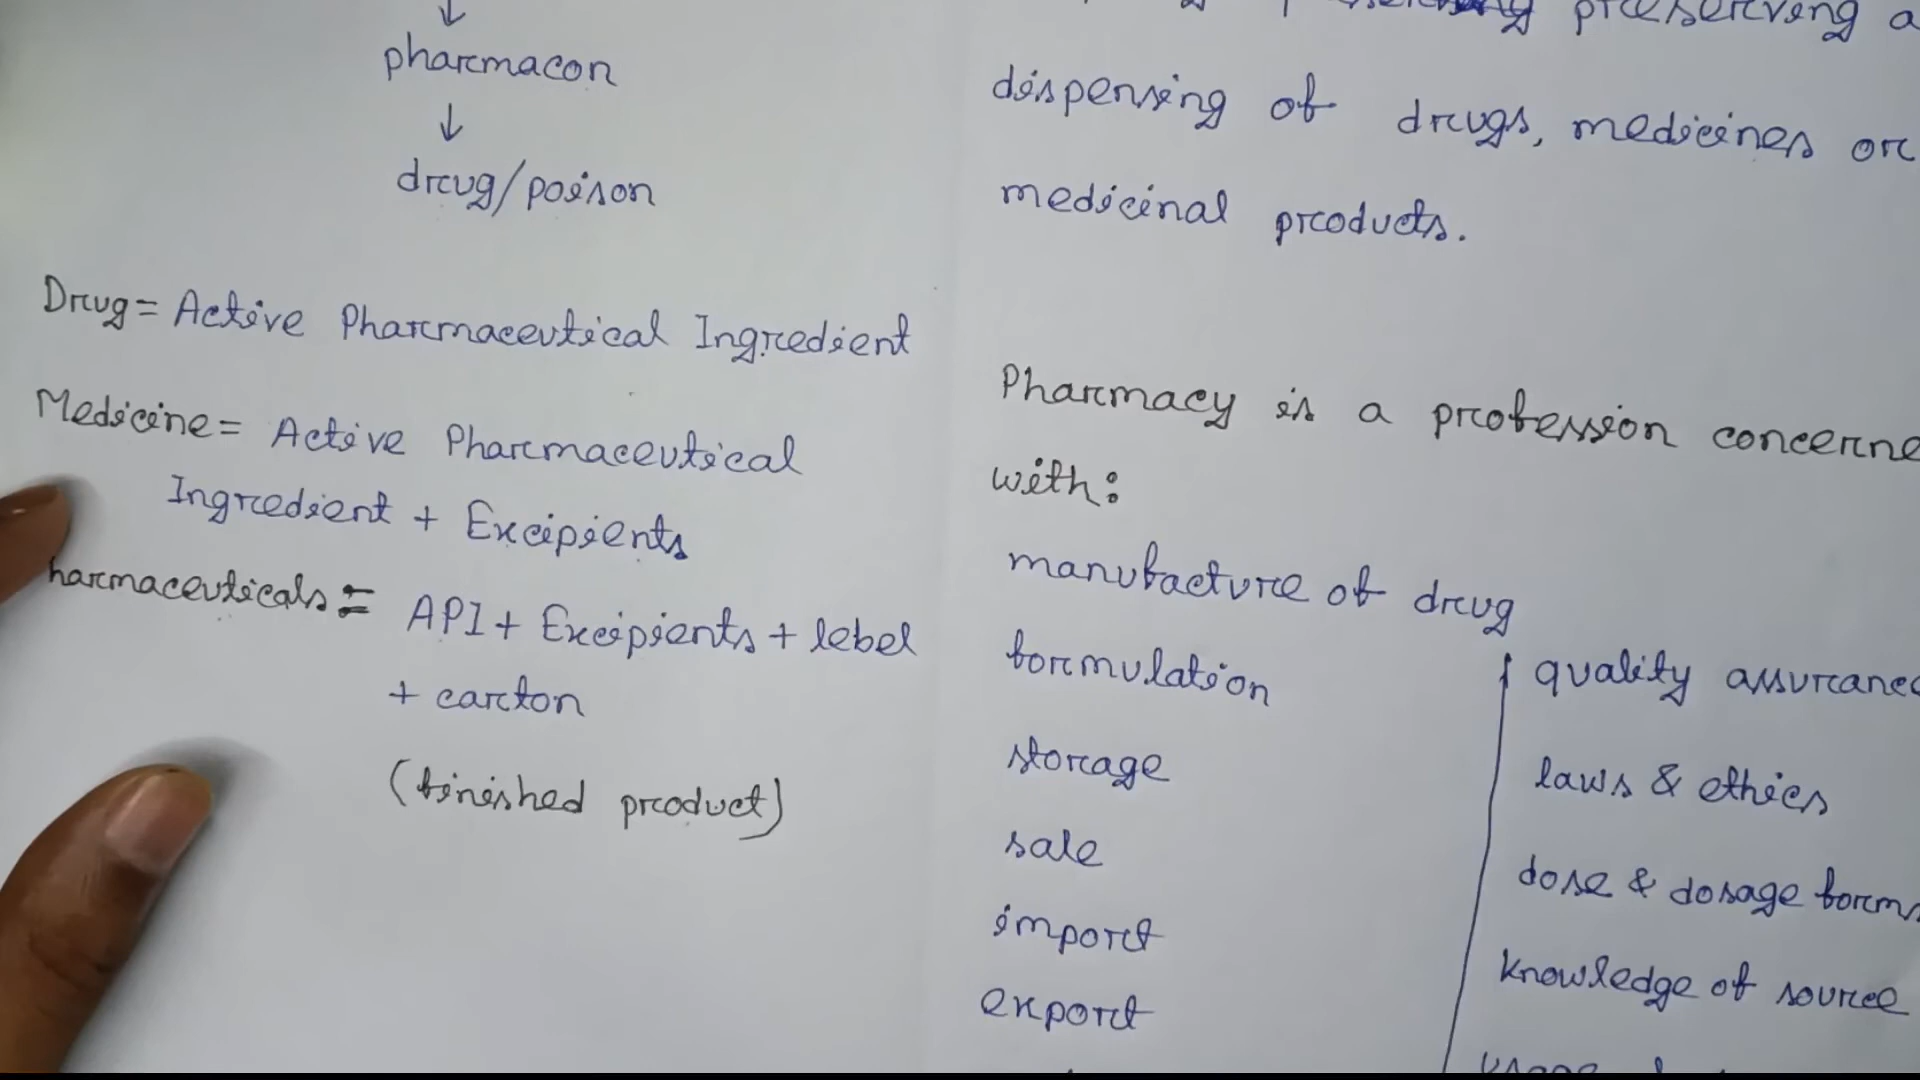 pharmacon
drug/poison
Drug= Active Pharmaceutical Ingredient
Medicine= Active Pharmaceutical
Ingredient + Excipients
harmaceuticals = API + Excipients + lebel
+ carton
(finished product)
preserving a
dispensing of drugs, medicines or
medicinal products.
Pharmacy is a profession concerne
with:
manufacture of drug
formulation
storage
sale
import
export
quality assurance
laws & ethics
dose & dosage forms
knowledge of source